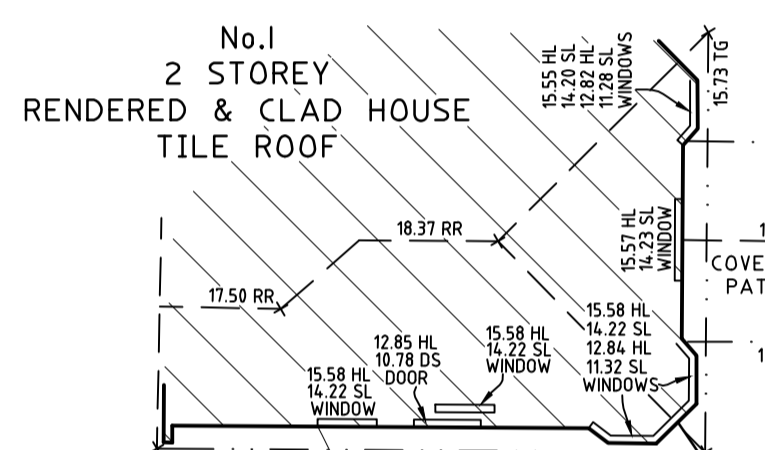 No.1
2 STOREY
RENDERED & CLAD HOUSE
TILE ROOF
15.55 HL
14.20 SL
12.82 HL
11.28 SL
WINDOWS
15.73 TG
18.37 RR
17.50 RR
15.57 HL
14.23 SL
WINDOW
COVE
PAT
1
1
15.58 HL
14.22 SL
12.84 HL
11.32 SL
WINDOWS
15.58 HL
14.22 SL
WINDOW
12.85 HL
10.78 DS
DOOR
15.58 HL
14.22 SL
WINDOW